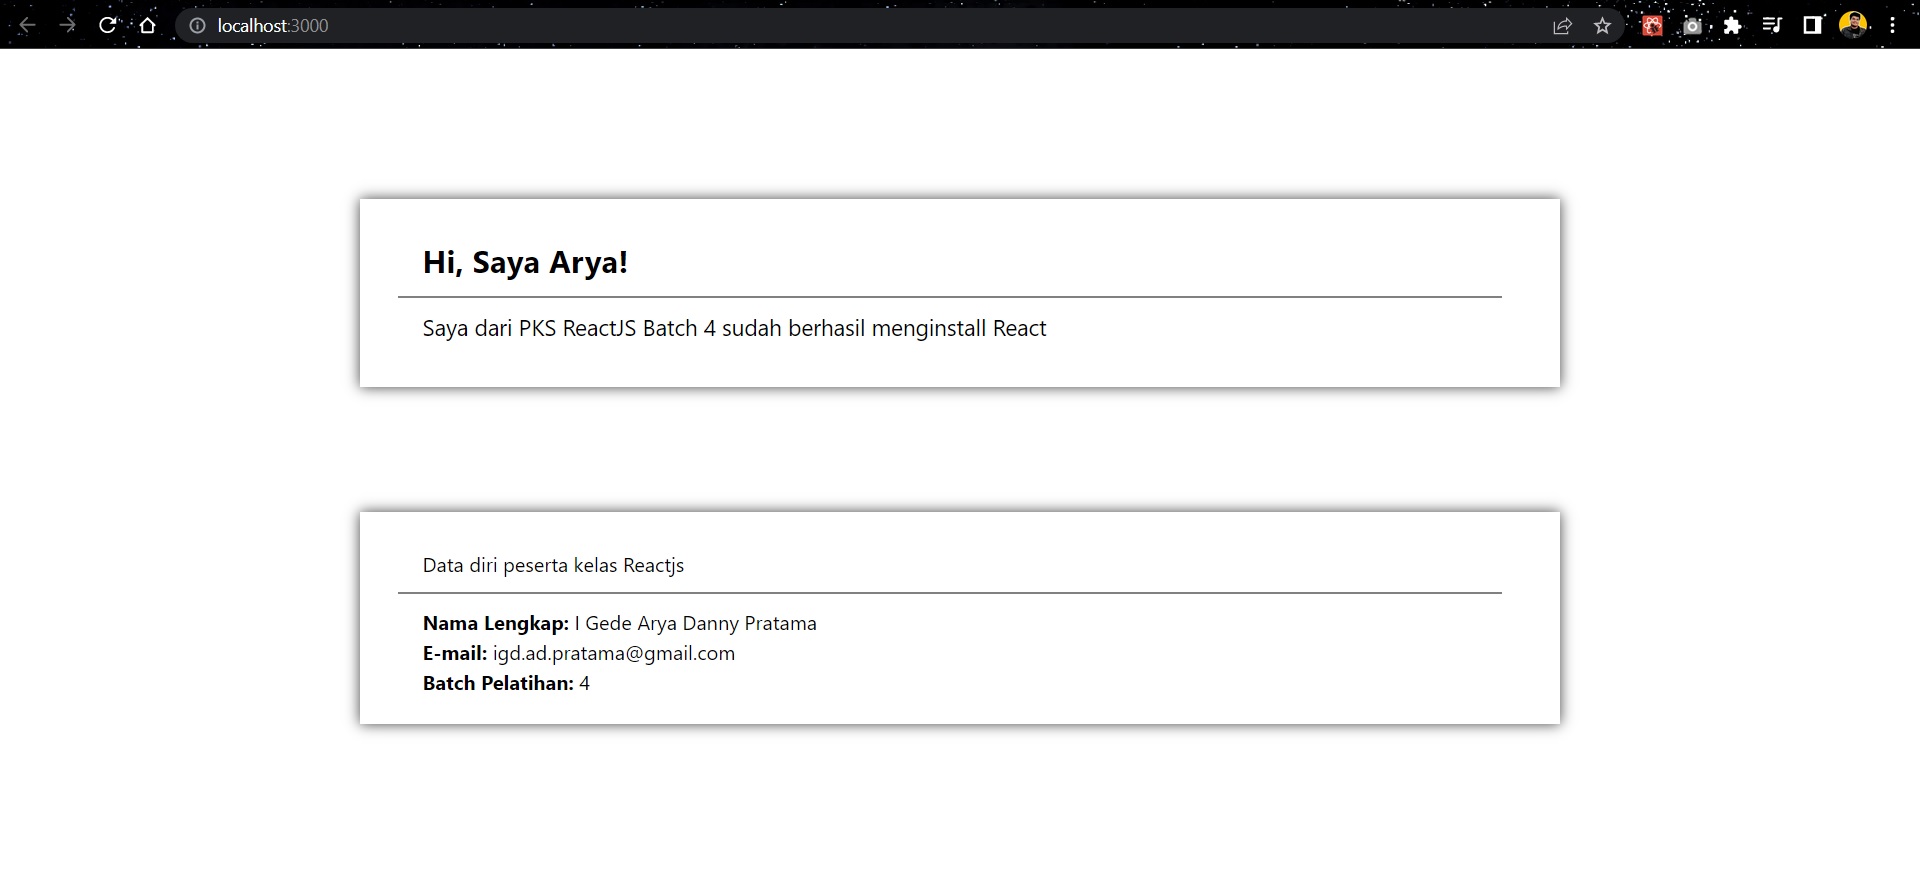 localhost:3000
Hi, Saya Arya!
Saya dari PKS ReactJS Batch 4 sudah berhasil menginstall React
Data diri peserta kelas Reactjs
Nama Lengkap: I Gede Arya Danny Pratama
E-mail: igd.ad.pratama@gmail.com
Batch Pelatihan: 4